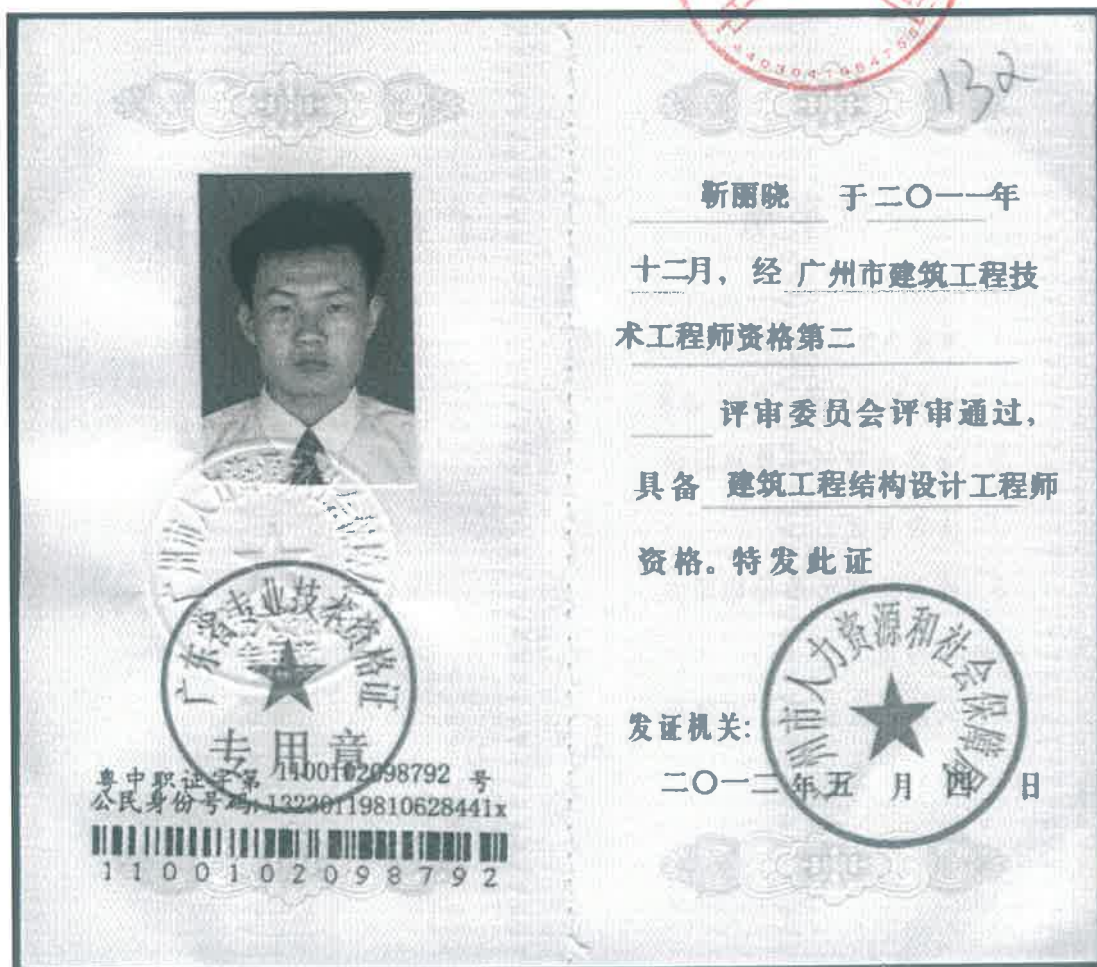 4403047954755
132
广东省专业技术资格证
专用章
粤中职证字第 1100102098792 号
公民身份号码:13230119810628441x
1100102098792
靳丽晓 于二〇一一年
十二月，经 广州市建筑工程技
术工程师资格第二
评审委员会评审通过，
具备 建筑工程结构设计工程师
资格。特发此证
发证机关:
广州市人力资源和社会保障局
二〇一二年五月四日